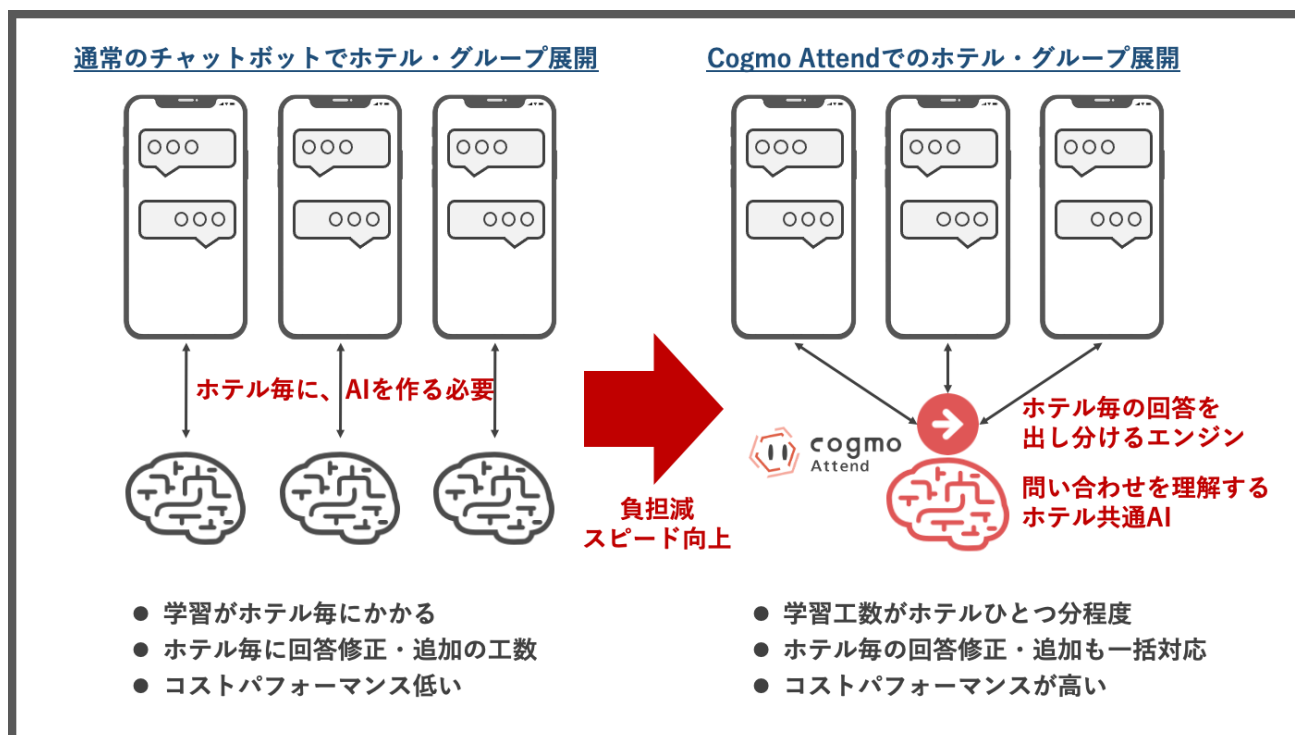 通常のチャットボットでホテル・グループ展開
ホテル毎に、AIを作る必要
● 学習がホテル毎にかかる
● ホテル毎に回答修正・追加の工数
● コストパフォーマンス低い
負担減
スピード向上
Cogmo Attendでのホテル・グループ展開
cogmo
Attend
ホテル毎の回答を
出し分けるエンジン
問い合わせを理解する
ホテル共通AI
● 学習工数がホテルひとつ分程度
● ホテル毎の回答修正・追加も一括対応
● コストパフォーマンスが高い